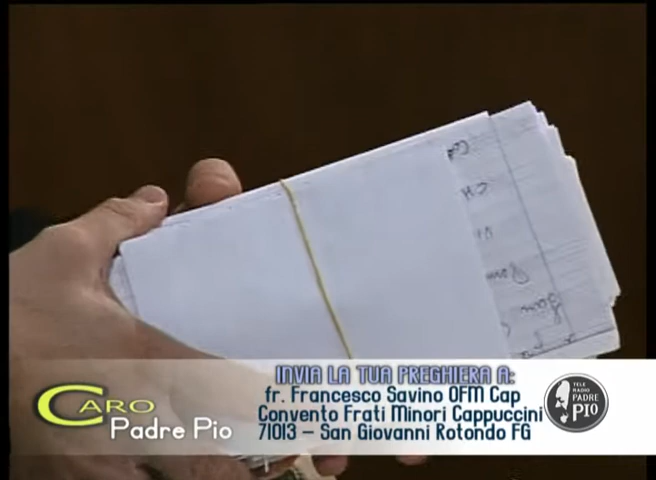 INVIA LA TUA PREGHIERA A:
fr. Francesco Savino OFM Cap
Convento Frati Minori Cappuccini
71013 - San Giovanni Rotondo FG
CARO
Padre Pio
TELE
RADIO
PADRE
PIO